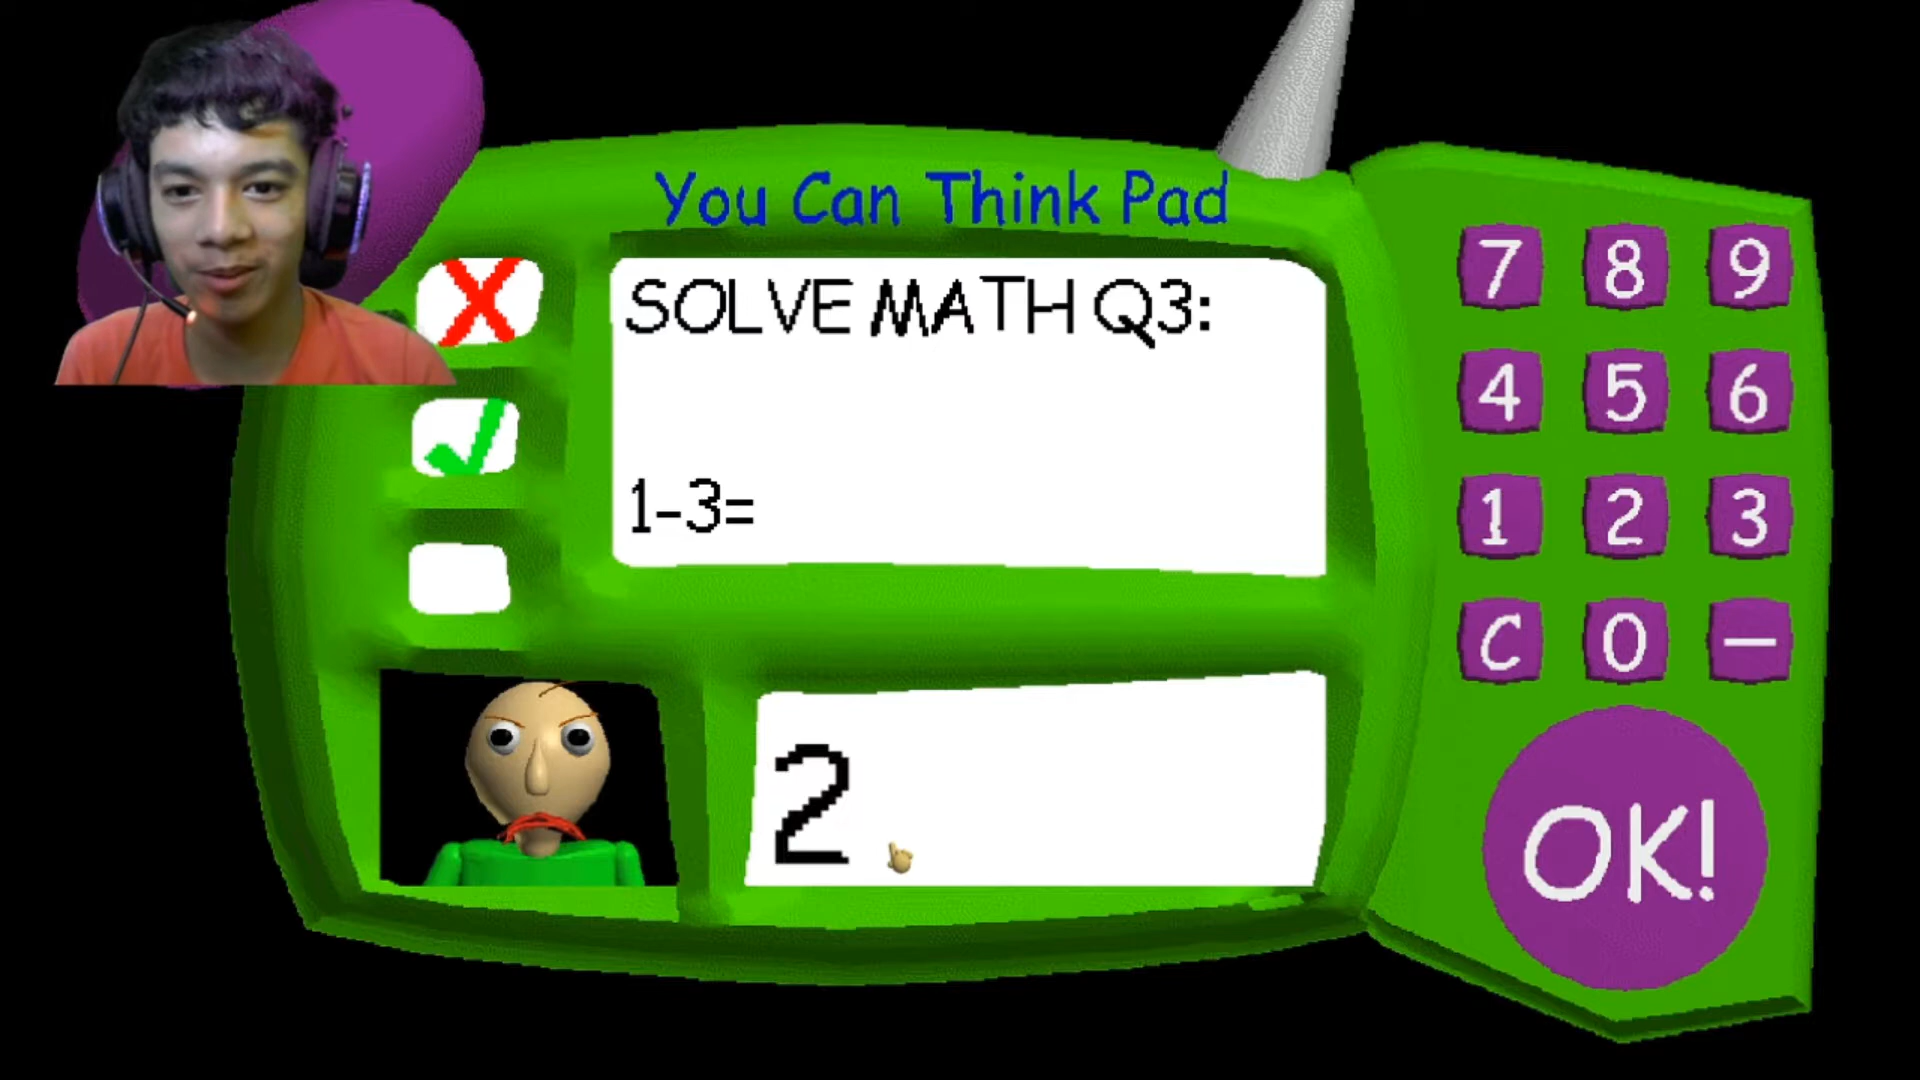 You Can Think Pad
SOLVE MATH Q3:
1-3=
2
7 8 9
4 5 6
1 2 3
C 0 -
OK!